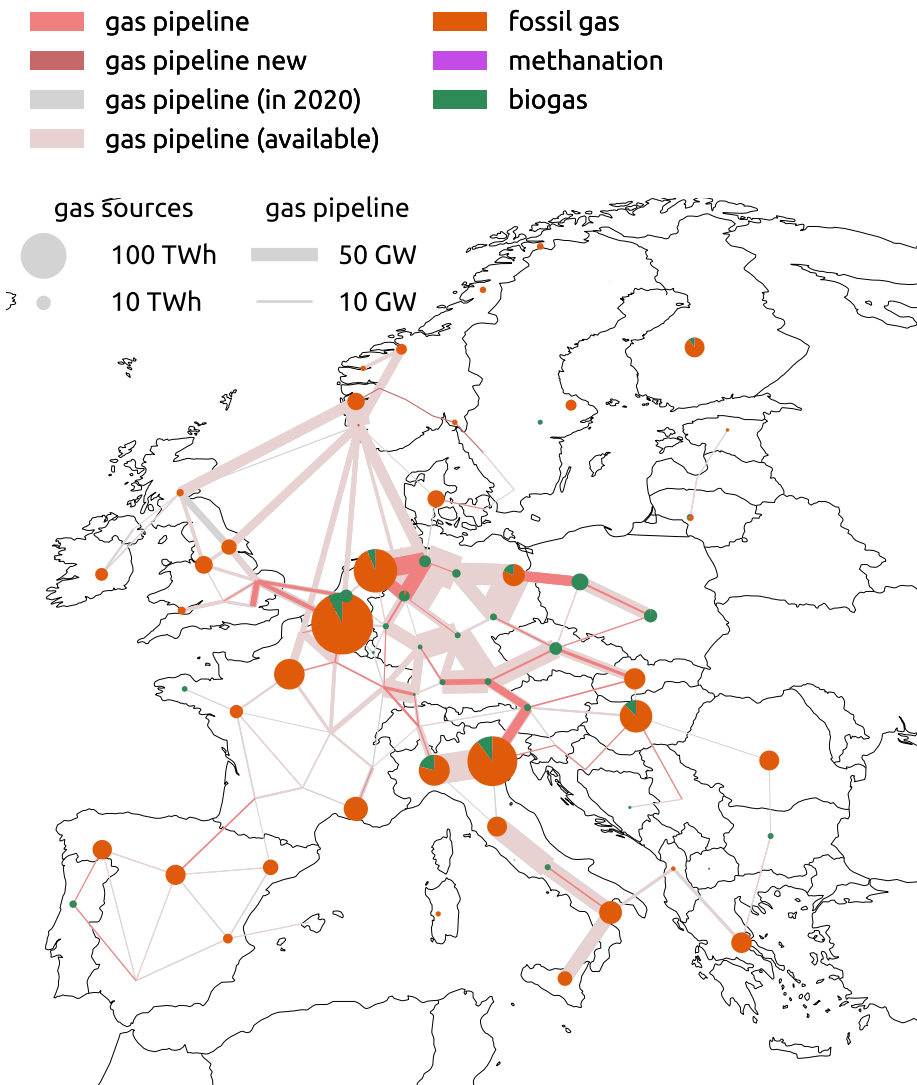 gas pipeline
gas pipeline new
gas pipeline (in 2020)
gas pipeline (available)
fossil gas
methanation
biogas
gas sources
100 TWh
10 TWh
gas pipeline
50 GW
10 GW